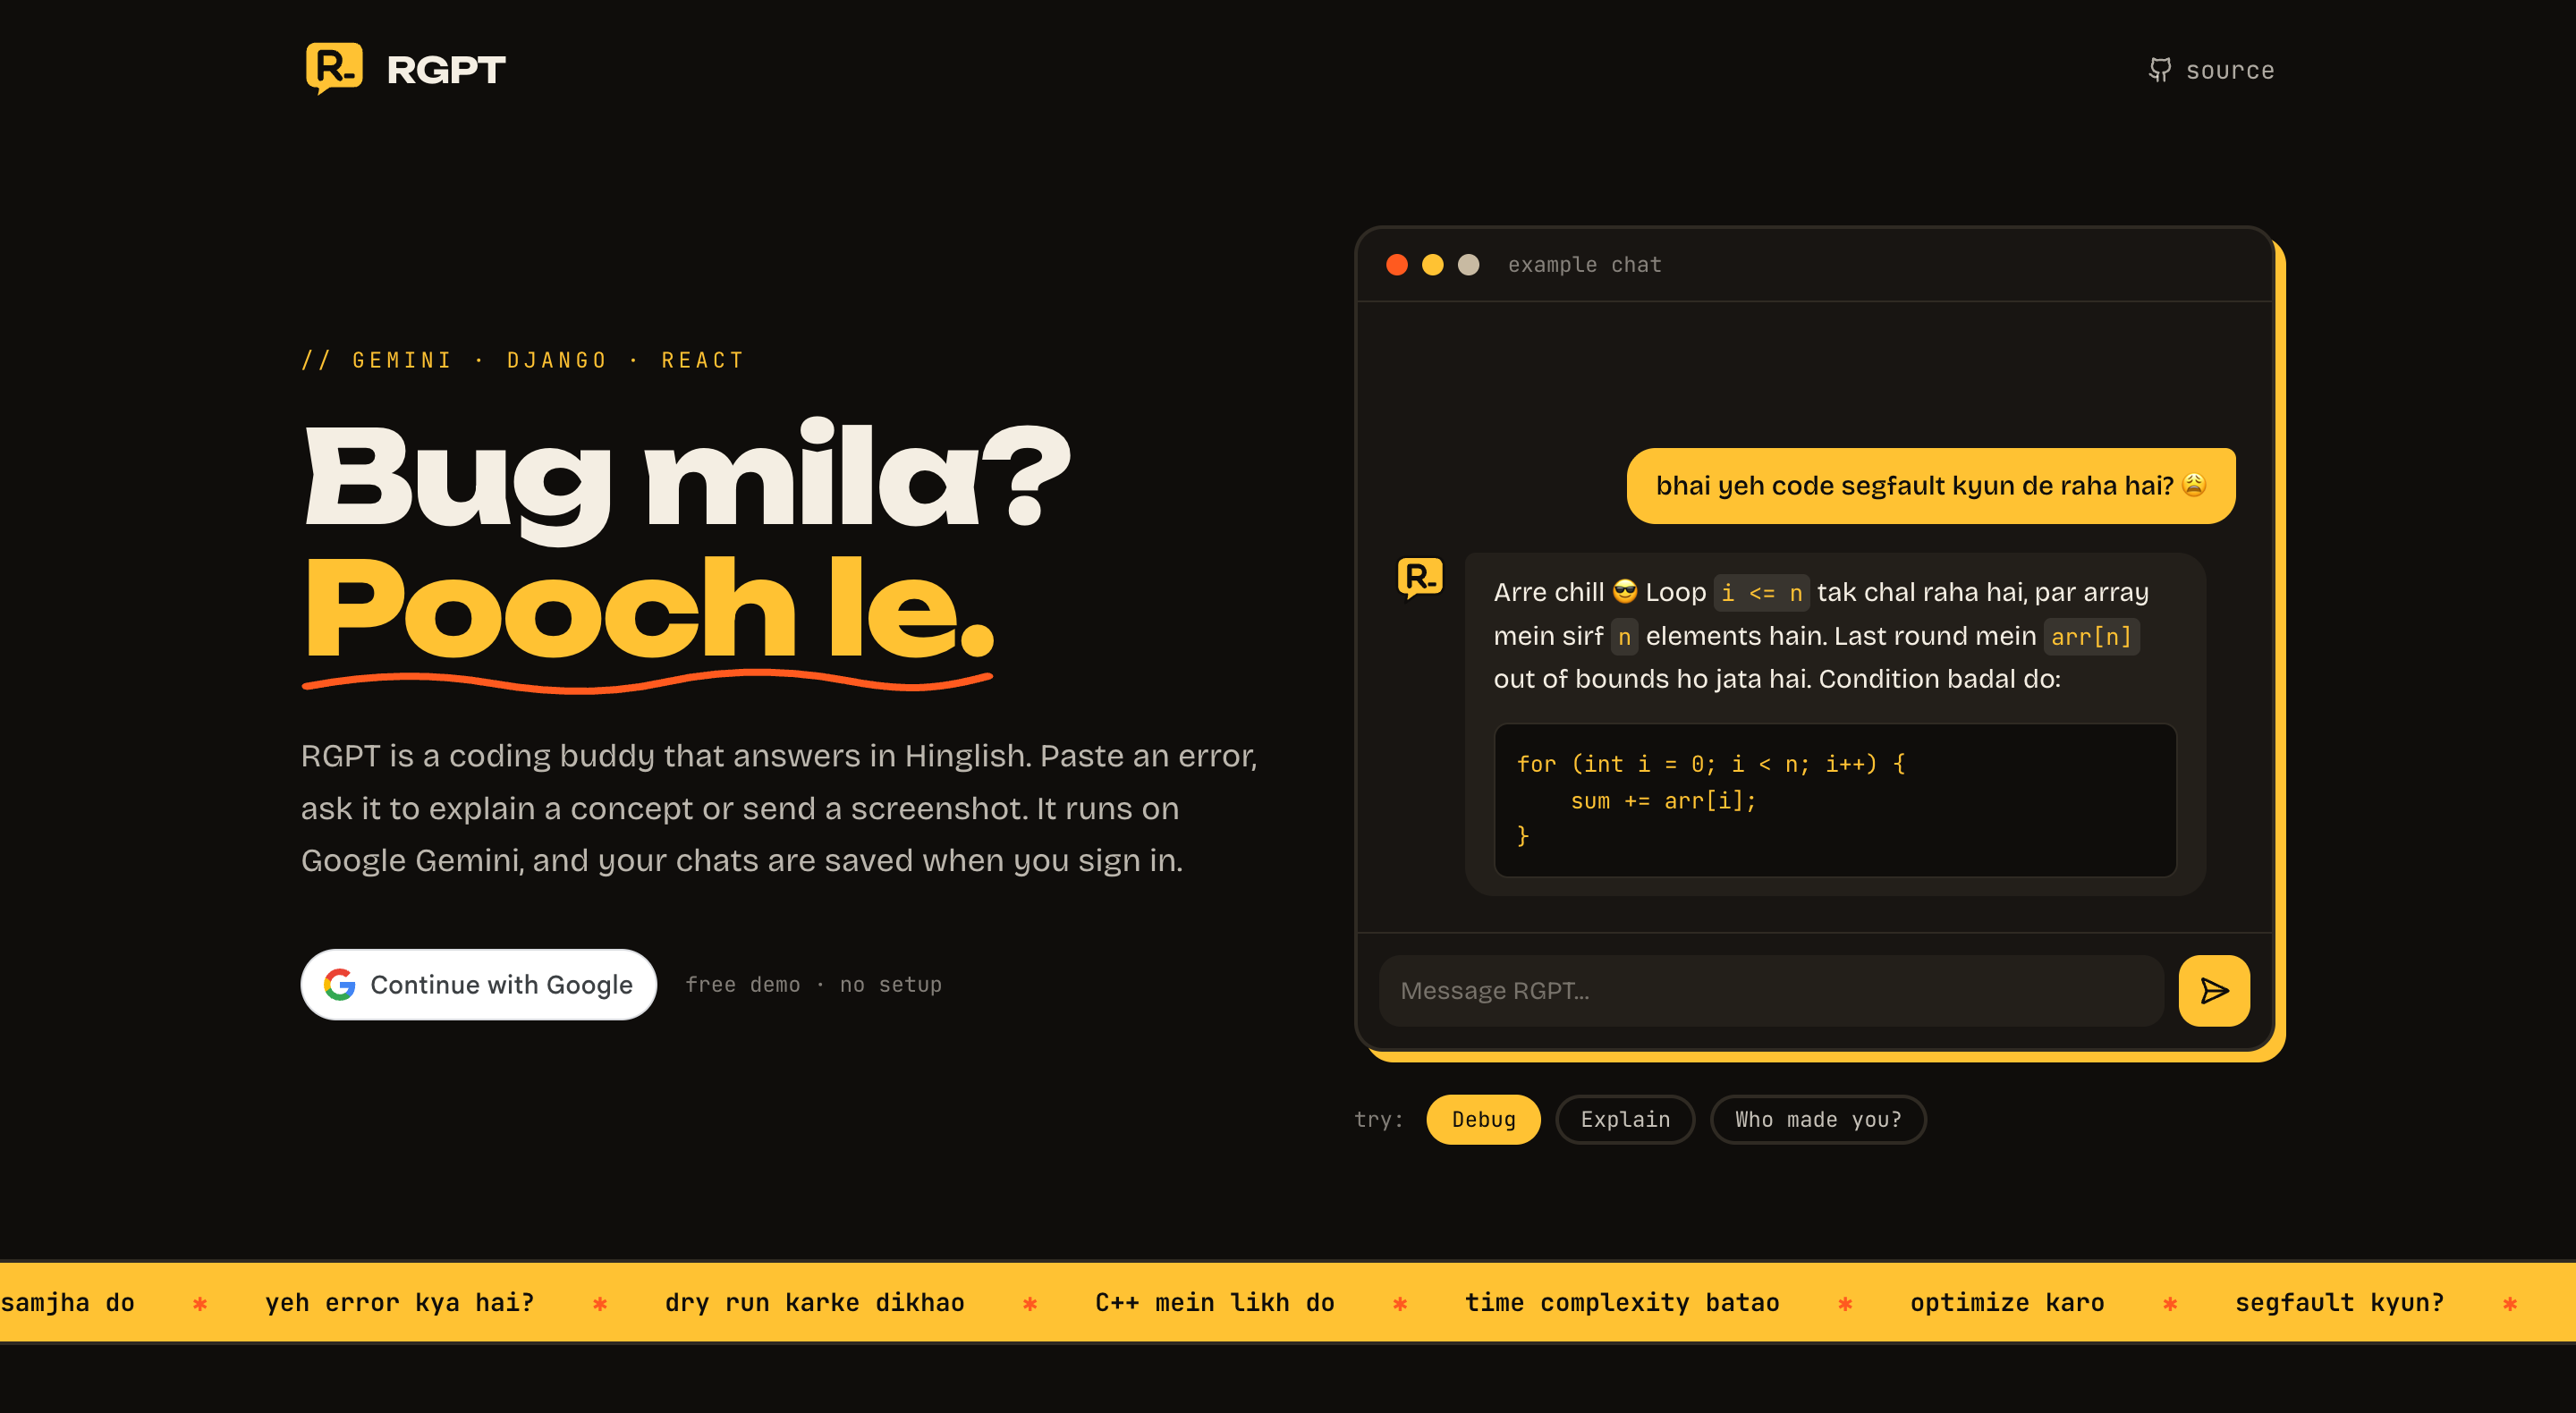 R_ RGPT
source
// GEMINI · DJANGO · REACT
Bug mila?
Pooch le.
RGPT is a coding buddy that answers in Hinglish. Paste an error,
ask it to explain a concept or send a screenshot. It runs on
Google Gemini, and your chats are saved when you sign in.
Continue with Google
free demo · no setup
example chat
bhai yeh code segfault kyun de raha hai? 😩
R_
Arre chill 😎 Loop i <= n tak chal raha hai, par array
mein sirf n elements hain. Last round mein arr[n]
out of bounds ho jata hai. Condition badal do:
for (int i = 0; i < n; i++) {
    sum += arr[i];
}
Message RGPT...
try: Debug Explain Who made you?
samjha do * yeh error kya hai? * dry run karke dikhao * C++ mein likh do * time complexity batao * optimize karo * segfault kyun? *